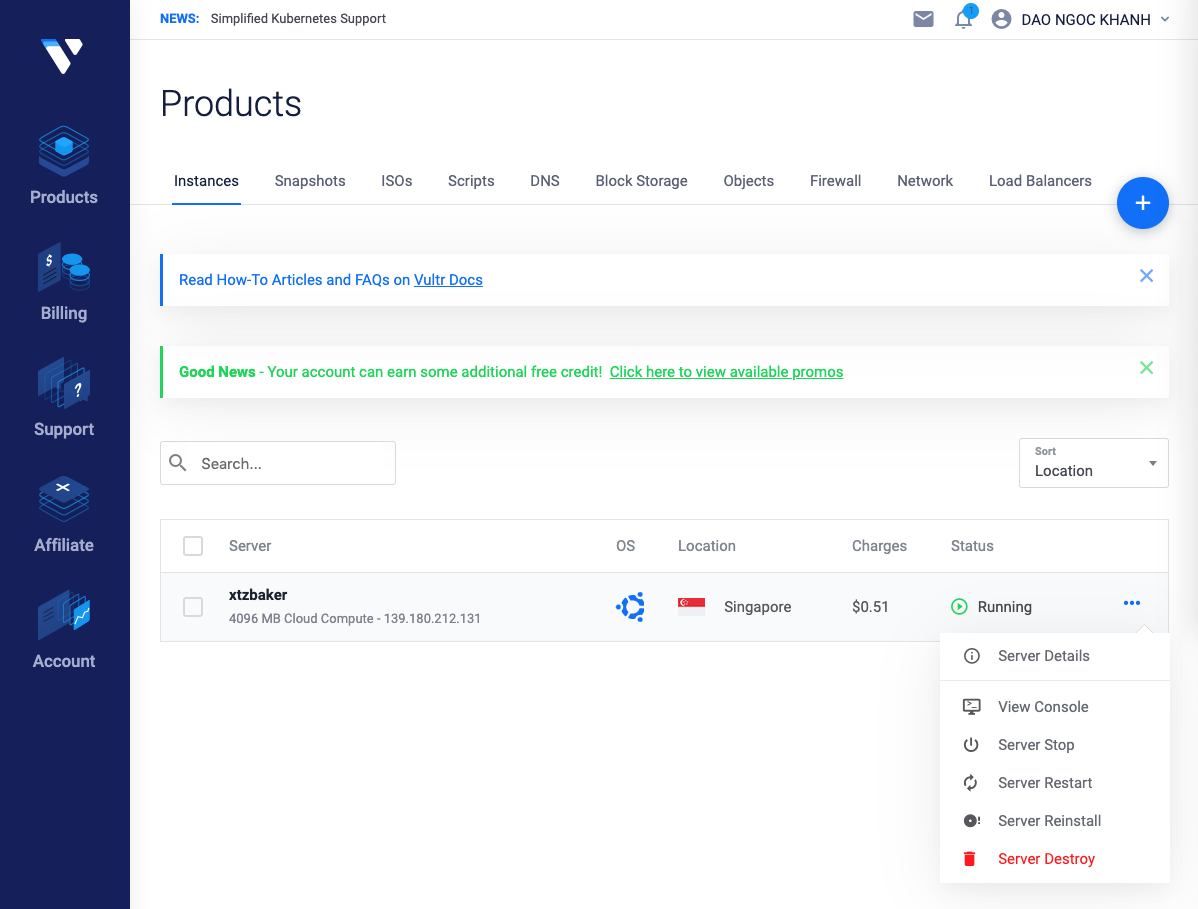 NEWS: Simplified Kubernetes Support
1
DAO NGOC KHANH
Products
Billing
Support
Affiliate
Account
Products
Instances Snapshots ISOs Scripts DNS Block Storage Objects Firewall Network Load Balancers
Read How-To Articles and FAQs on Vultr Docs
Good News - Your account can earn some additional free credit! Click here to view available promos
Search...
Sort
Location
Server OS Location Charges Status
xtzbaker
4096 MB Cloud Compute - 139.180.212.131
Singapore $0.51 Running
Server Details
View Console
Server Stop
Server Restart
Server Reinstall
Server Destroy